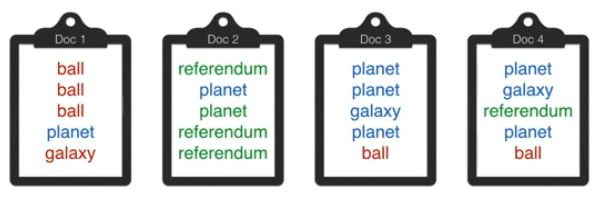 Doc 1
ball
ball
ball
planet
galaxy
Doc 2
referendum
planet
planet
referendum
referendum
Doc 3
planet
planet
galaxy
planet
ball
Doc 4
planet
galaxy
referendum
planet
ball